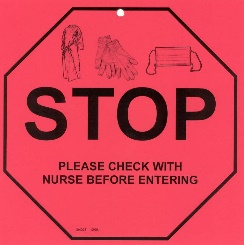 STOP
PLEASE CHECK WITH
NURSE BEFORE ENTERING